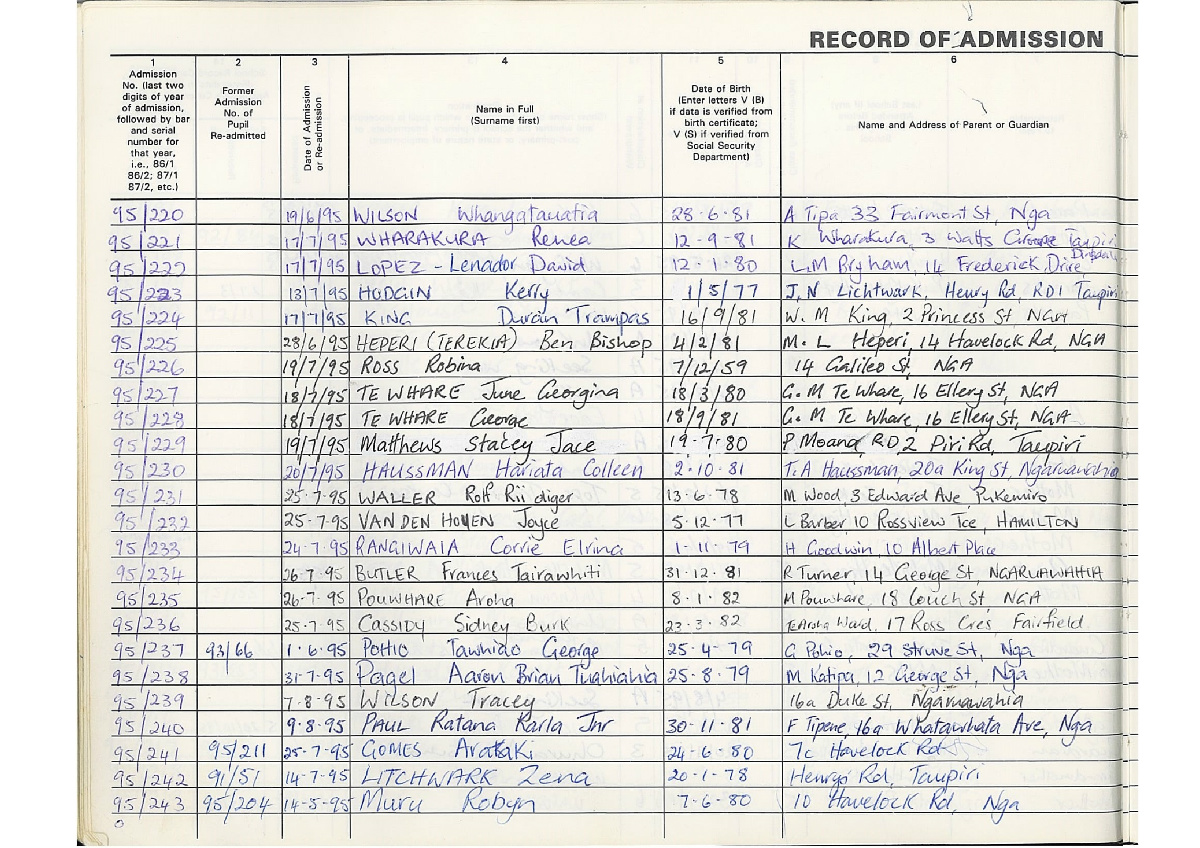 RECORD OF ADMISSION
1 2 3 4 5 6
Admission No. (last two digits of year of admission, followed by bar and serial number for that year, i.e., 86/1 86/2; 87/1 87/2, etc.)
Former Admission No. of Pupil Re-admitted
Date of Admission or Re-admission
Name in Full (Surname first)
Date of Birth (Enter letters V (B) if data is verified from birth certificate; V (S) if verified from Social Security Department)
Name and Address of Parent or Guardian
95/220 19/6/95 WILSON Whangatauatia 28-6-81 A Tipa 33 Fairmont St, Nga
95/221 17/7/95 WHARAKURA Renea 12-9-81 K Wharakura, 3 Watts Taupiri
95/222 17/7/95 LOPEZ - Lenador David 12-1-80 L.M Bryham, 14 Frederick Drive
95/223 13/7/95 HODGIN Kerry 1/5/77 J.N Lichtwark, Henry Rd, RD1 Taupiri
95/224 17/7/95 KING Duran Trampas 16/9/81 W. M King, 2 Princess St NGA
95/225 28/6/95 HEPERI (TEREKIA) Ben Bishop 4/2/81 M. L Heperi, 14 Havelock Rd, NGA
95/226 19/7/95 ROSS Robina 7/12/59 14 Galileo St, NGA
95/227 18/7/95 TE WHARE June Georgina 18/3/80 G. M Te Whare, 16 Ellery St, NGA
95/228 18/7/95 TE WHARE George 18/9/81 G. M Te Whare, 16 Ellery St, NGA
95/229 19/7/95 Matthews Stacey Jace 19-7-80 P Moana RD 2 Piri Rd, Taupiri
95/230 20/7/95 HAUSSMAN Hariata Colleen 2-10-81 T.A Haussman, 20a King St, Ngaruawahia
95/231 25-7-95 WALLER Rolf Rii diger 13-6-78 M Wood, 3 Edward Ave Pukemiro
95/232 25-7-95 VAN DEN HOVEN Joyce 5-12-77 L Barber 10 Rossview Tce, HAMILTON
95/233 24-7-95 RANGIWAIA Corrie Elrina 1-11-79 H Goodwin, 10 Albert Place
95/234 26-7-95 BUTLER Frances Tairawhiti 31-12-81 R Turner, 14 George St, NGARUAWAHIA
95/235 26-7-95 POUWHARE Aroha 8-1-82 M Pouwhare, 18 Couch St, NGA
95/236 25-7-95 CASSIDY Sidney Burk 23-3-82 TeAroha Ward, 17 Ross Cres, Fairfield
95/237 93/66 1-6-95 POHIO Tawhido George 25-4-79 G Pohio, 29 Struve St, Nga
95/238 31-7-95 Pagel Aaron Brian Tuahiahia 25-8-79 M Katipa, 12 George St, Nga
95/239 7-8-95 WILSON Tracey 16a Duke St, Ngaruawahia
95/240 9-8-95 PAUL Ratana Karla Jnr 30-11-81 F Tipene, 16a Whatawhata Ave, Nga
95/241 95/211 25-7-95 GOMES Arataki 24-6-80 7c Havelock Rd
95/242 91/51 14-7-95 LITCHWARK Zena 20-1-78 Henrys Rd, Taupiri
95/243 95/204 14-5-95 Muru Robyn 7-6-80 10 Havelock Rd, Nga